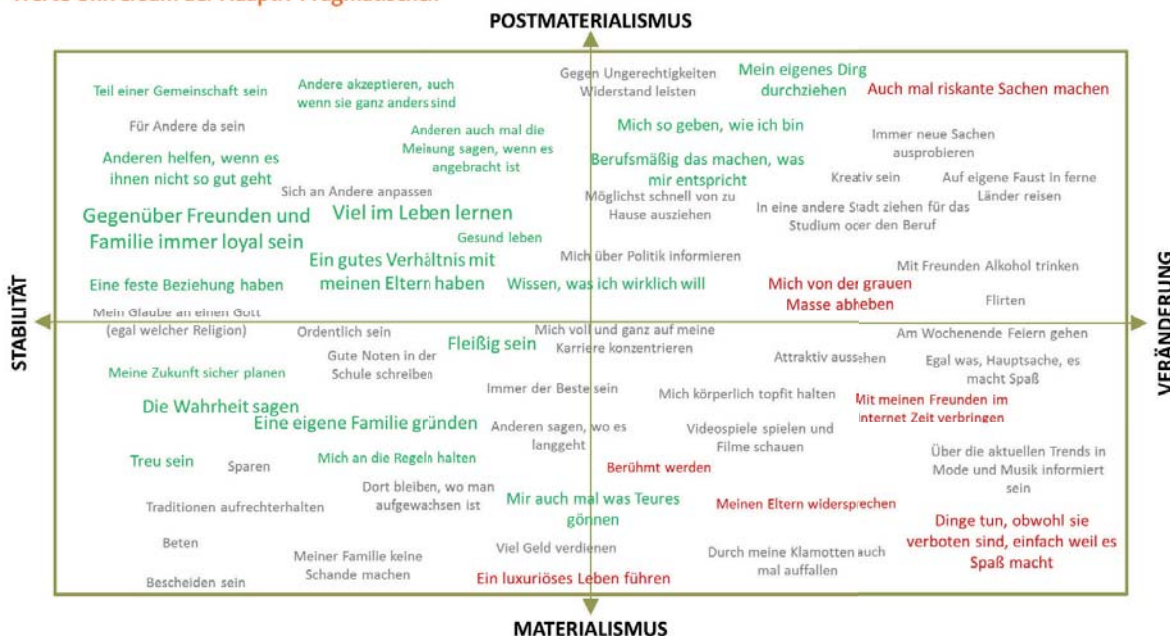 POSTMATERIALISMUS
Teil einer Gemeinschaft sein
Andere akzeptieren, auch
wenn sie ganz anders sind
Gegen Ungerechtigkeiten
Widerstand leisten
Mein eigenes Ding
durchziehen
Auch mal riskante Sachen machen
Für Andere da sein
Anderen auch mal die
Meinung sagen, wenn es
angebracht ist
Mich so geben, wie ich bin
Immer neue Sachen
ausprobieren
Anderen helfen, wenn es
ihnen nicht so gut geht
Berufsmäßig das machen, was
mir entspricht
Kreativ sein
Auf eigene Faust in ferne
Länder reisen
Sich an Andere anpassen
Möglichst schnell von zu
Hause ausziehen
In eine andere Stadt ziehen für das
Studium oder den Beruf
Gegenüber Freunden und
Familie immer loyal sein
Viel im Leben lernen
Gesund leben
Mich über Politik informieren
Ein gutes Verhältnis mit
meinen Eltern haben
Mit Freunden Alkohol trinken
Eine feste Beziehung haben
Wissen, was ich wirklich will
Mich von der grauen
Masse abheben
Flirten
STABILITÄT
VERÄNDERUNG
Mein Glaube an einen Gott
(egal welcher Religion)
Ordentlich sein
Mich voll und ganz auf meine
Karriere konzentrieren
Am Wochenende Feiern gehen
Fleißig sein
Gute Noten in der
Schule schreiben
Attraktiv aussehen
Egal was, Hauptsache, es
macht Spaß
Meine Zukunft sicher planen
Immer der Beste sein
Mich körperlich topfit halten
Mit meinen Freunden im
Internet Zeit verbringen
Die Wahrheit sagen
Eine eigene Familie gründen
Anderen sagen, wo es
langgeht
Videospiele spielen und
Filme schauen
Treu sein
Sparen
Mich an die Regeln halten
Berühmt werden
Über die aktuellen Trends in
Mode und Musik informiert
sein
Traditionen aufrechterhalten
Dort bleiben, wo man
aufgewachsen ist
Mir auch mal was Teures
gönnen
Meinen Eltern widersprechen
Dinge tun, obwohl sie
verboten sind, einfach weil es
Spaß macht
Beten
Viel Geld verdienen
Meiner Familie keine
Schande machen
Durch meine Klamotten auch
mal auffallen
Bescheiden sein
Ein luxuriöses Leben führen
MATERIALISMUS